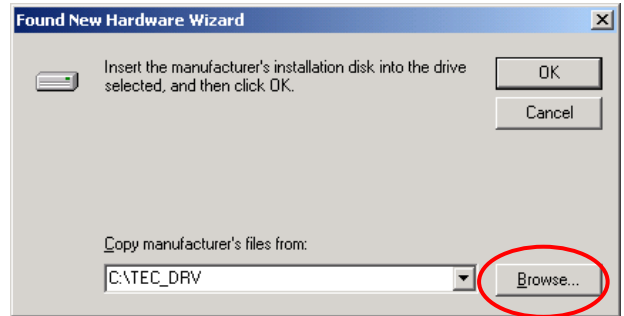 Found New Hardware Wizard
Insert the manufacturer's installation disk into the drive
selected, and then click OK.
OK
Cancel
Copy manufacturer's files from:
C:\TEC_DRV
Browse...